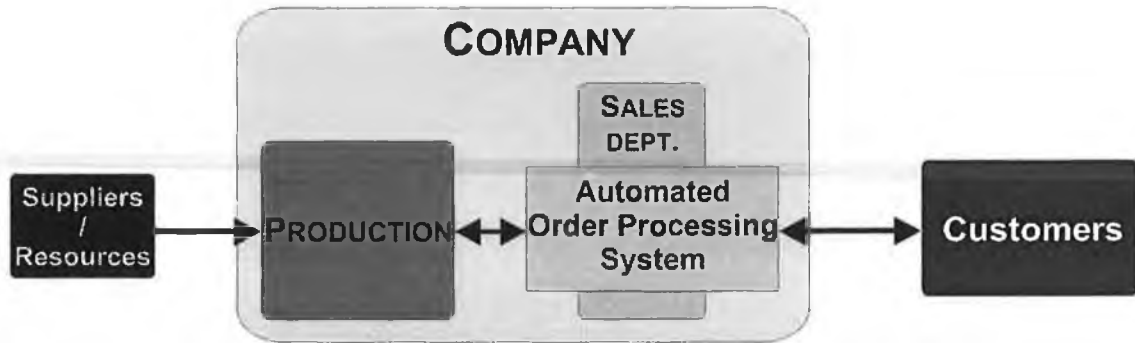 COMPANY
SALES
DEPT.
Suppliers
/
Resources
PRODUCTION
Automated
Order Processing
System
Customers